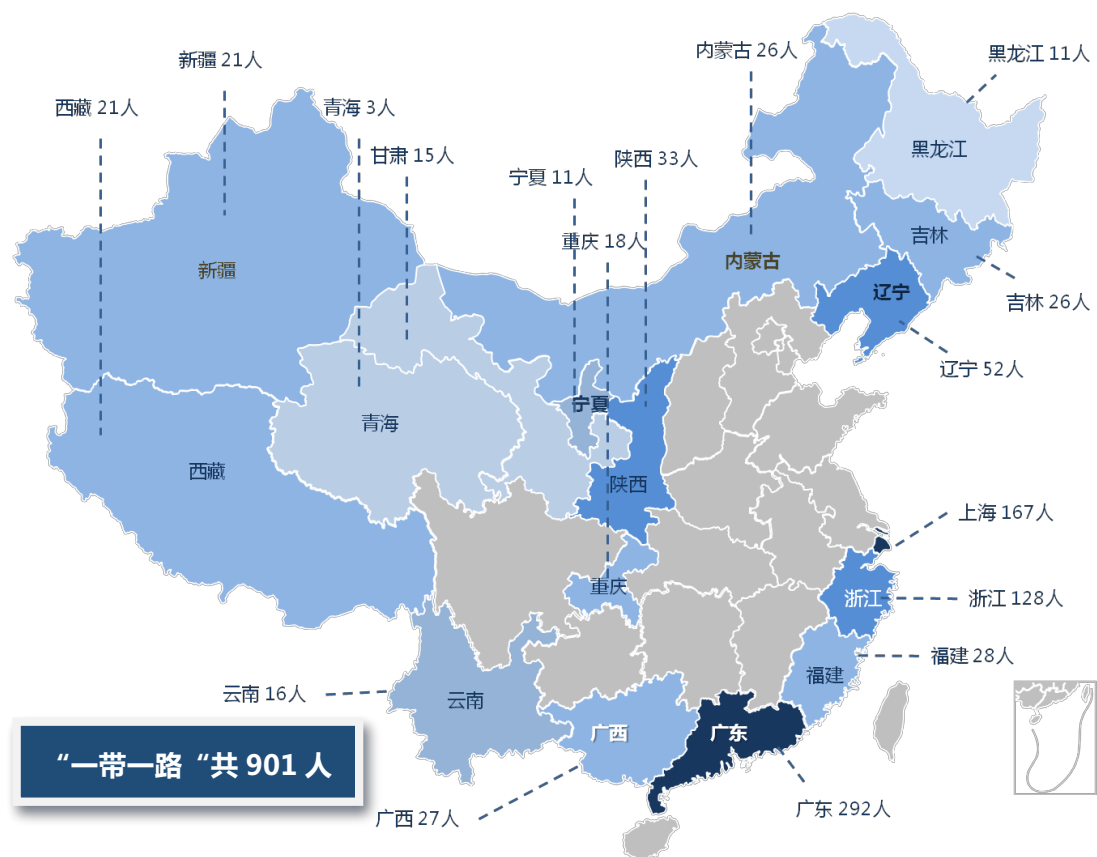 内蒙古 26人
黑龙江 11人
新疆 21人
西藏 21人
青海 3人
甘肃 15人
陕西 33人
宁夏 11人
黑龙江
重庆 18人
吉林
内蒙古
新疆
辽宁
吉林 26人
辽宁 52人
宁夏
青海
西藏
陕西
上海 167人
重庆
浙江
浙江 128人
福建 28人
福建
云南 16人
云南
广西
广东
“一带一路“共 901 人
广东 292人
广西 27人